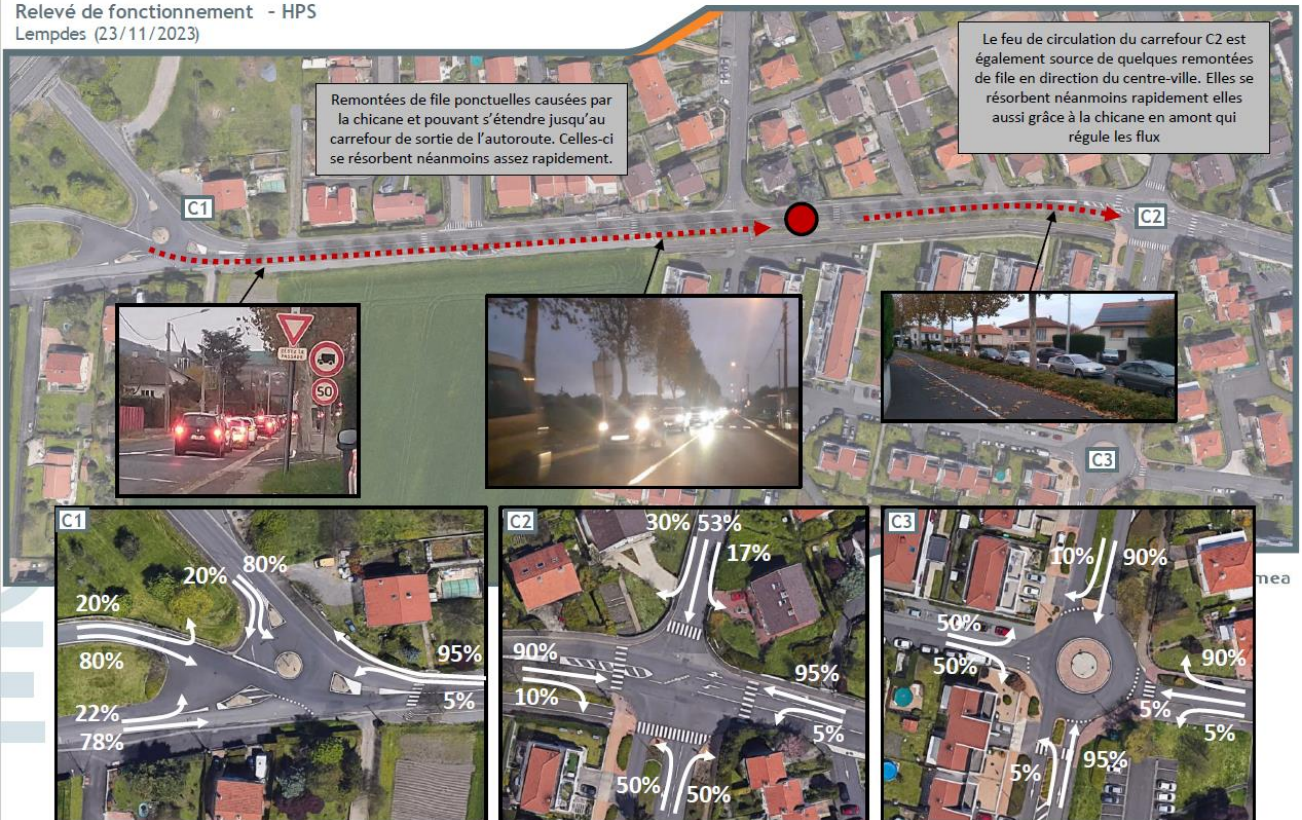 Relevé de fonctionnement - HPS
Lempdes (23/11/2023)
Remontées de file ponctuelles causées par
la chicane et pouvant s'étendre jusqu'au
carrefour de sortie de l'autoroute. Celles-ci
se résorbent néanmoins assez rapidement.
Le feu de circulation du carrefour C2 est
également source de quelques remontées
de file en direction du centre-ville. Elles se
résorbent néanmoins rapidement elles
aussi grâce à la chicane en amont qui
régule les flux
C1
C2
CEDEZ LE
PASSAGE
50
C3
C1
20%
80%
20%
80%
95%
5%
22%
78%
C2
30% 53%
17%
90%
10%
95%
5%
50%
50%
C3
10%
90%
50%
50%
90%
5%
5%
5%
95%
mea